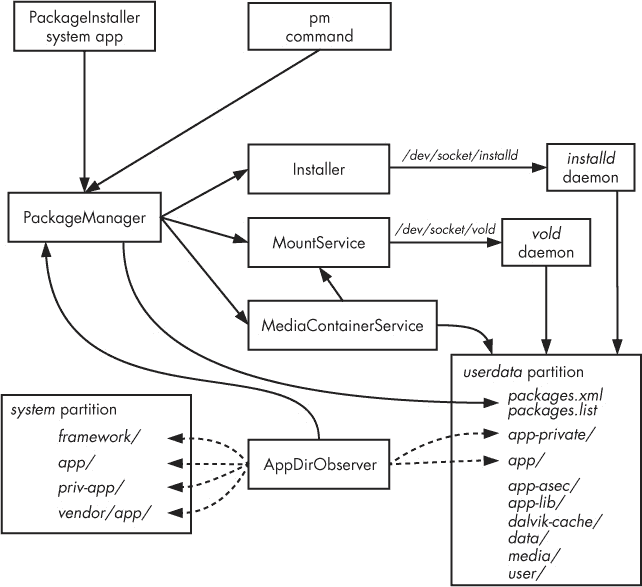 PackageInstaller
system app
pm
command
Installer
/dev/socket/installd
installd
daemon
PackageManager
MountService
/dev/socket/vold
vold
daemon
MediaContainerService
userdata partition
packages.xml
packages.list
app-private/
app/
app-asec/
app-lib/
dalvik-cache/
data/
media/
user/
system partition
framework/
app/
priv-app/
vendor/app/
AppDirObserver